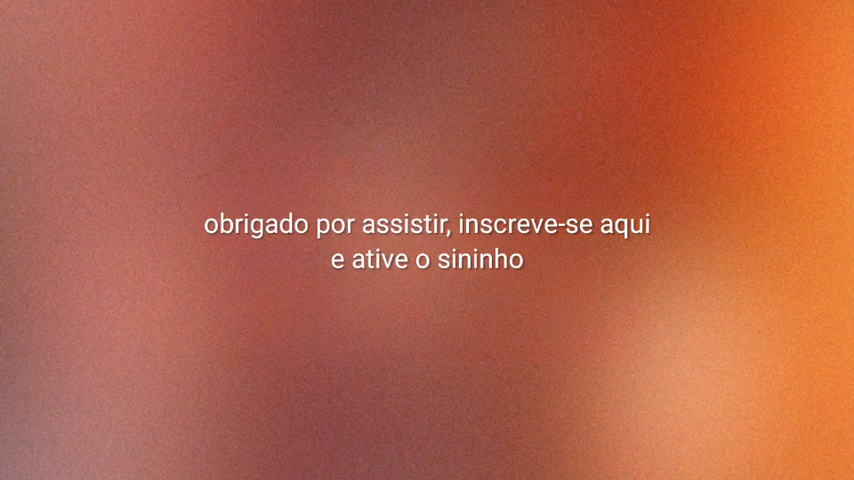 obrigado por assistir, inscreve-se aqui
e ative o sininho